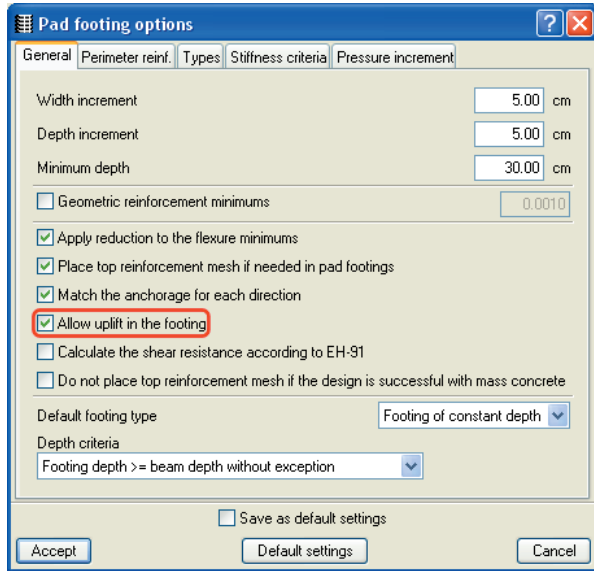 Pad footing options
General Perimeter reinf. Types Stiffness criteria Pressure increment
Width increment 5.00 cm
Depth increment 5.00 cm
Minimum depth 30.00 cm
Geometric reinforcement minimums 0.0010
Apply reduction to the flexure minimums
Place top reinforcement mesh if needed in pad footings
Match the anchorage for each direction
Allow uplift in the footing
Calculate the shear resistance according to EH-91
Do not place top reinforcement mesh if the design is successful with mass concrete
Default footing type Footing of constant depth
Depth criteria
Footing depth >= beam depth without exception
Save as default settings
Accept Default settings Cancel